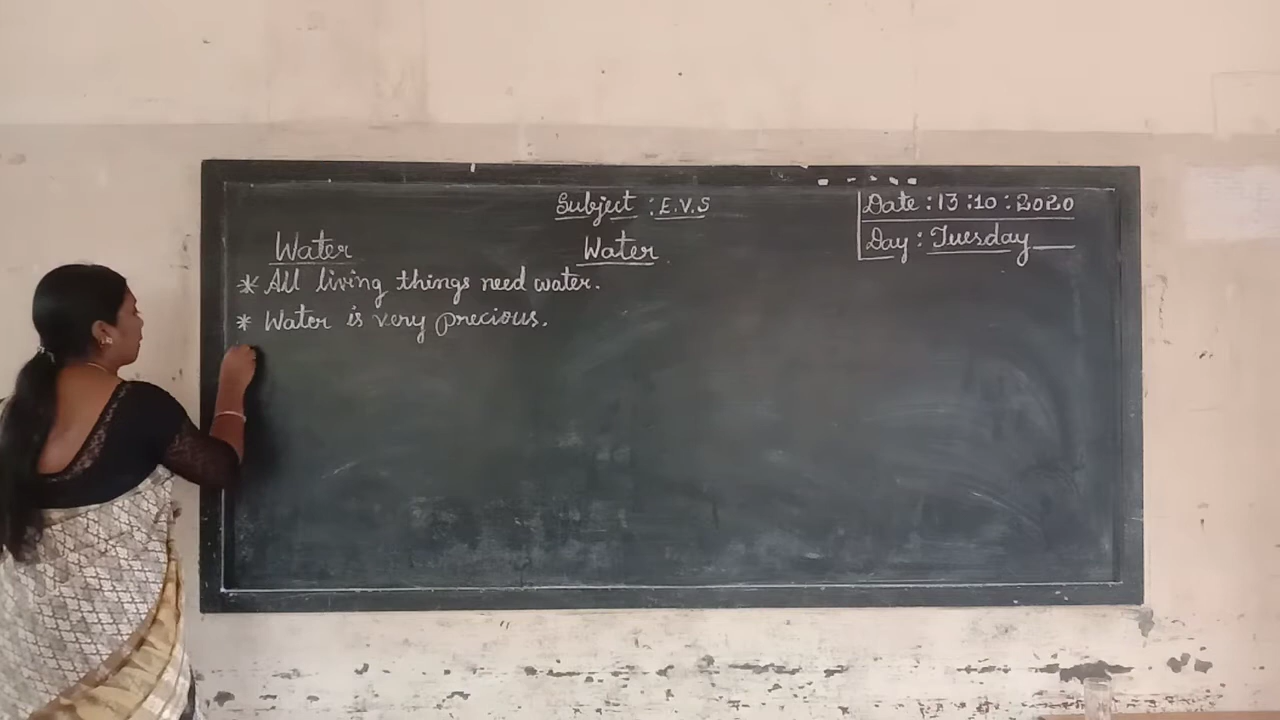 Subject : E.V.S
Date : 13 : 10 : 2020
Day : Tuesday
Water
Water
* All living things need water.
* Water is very precious.